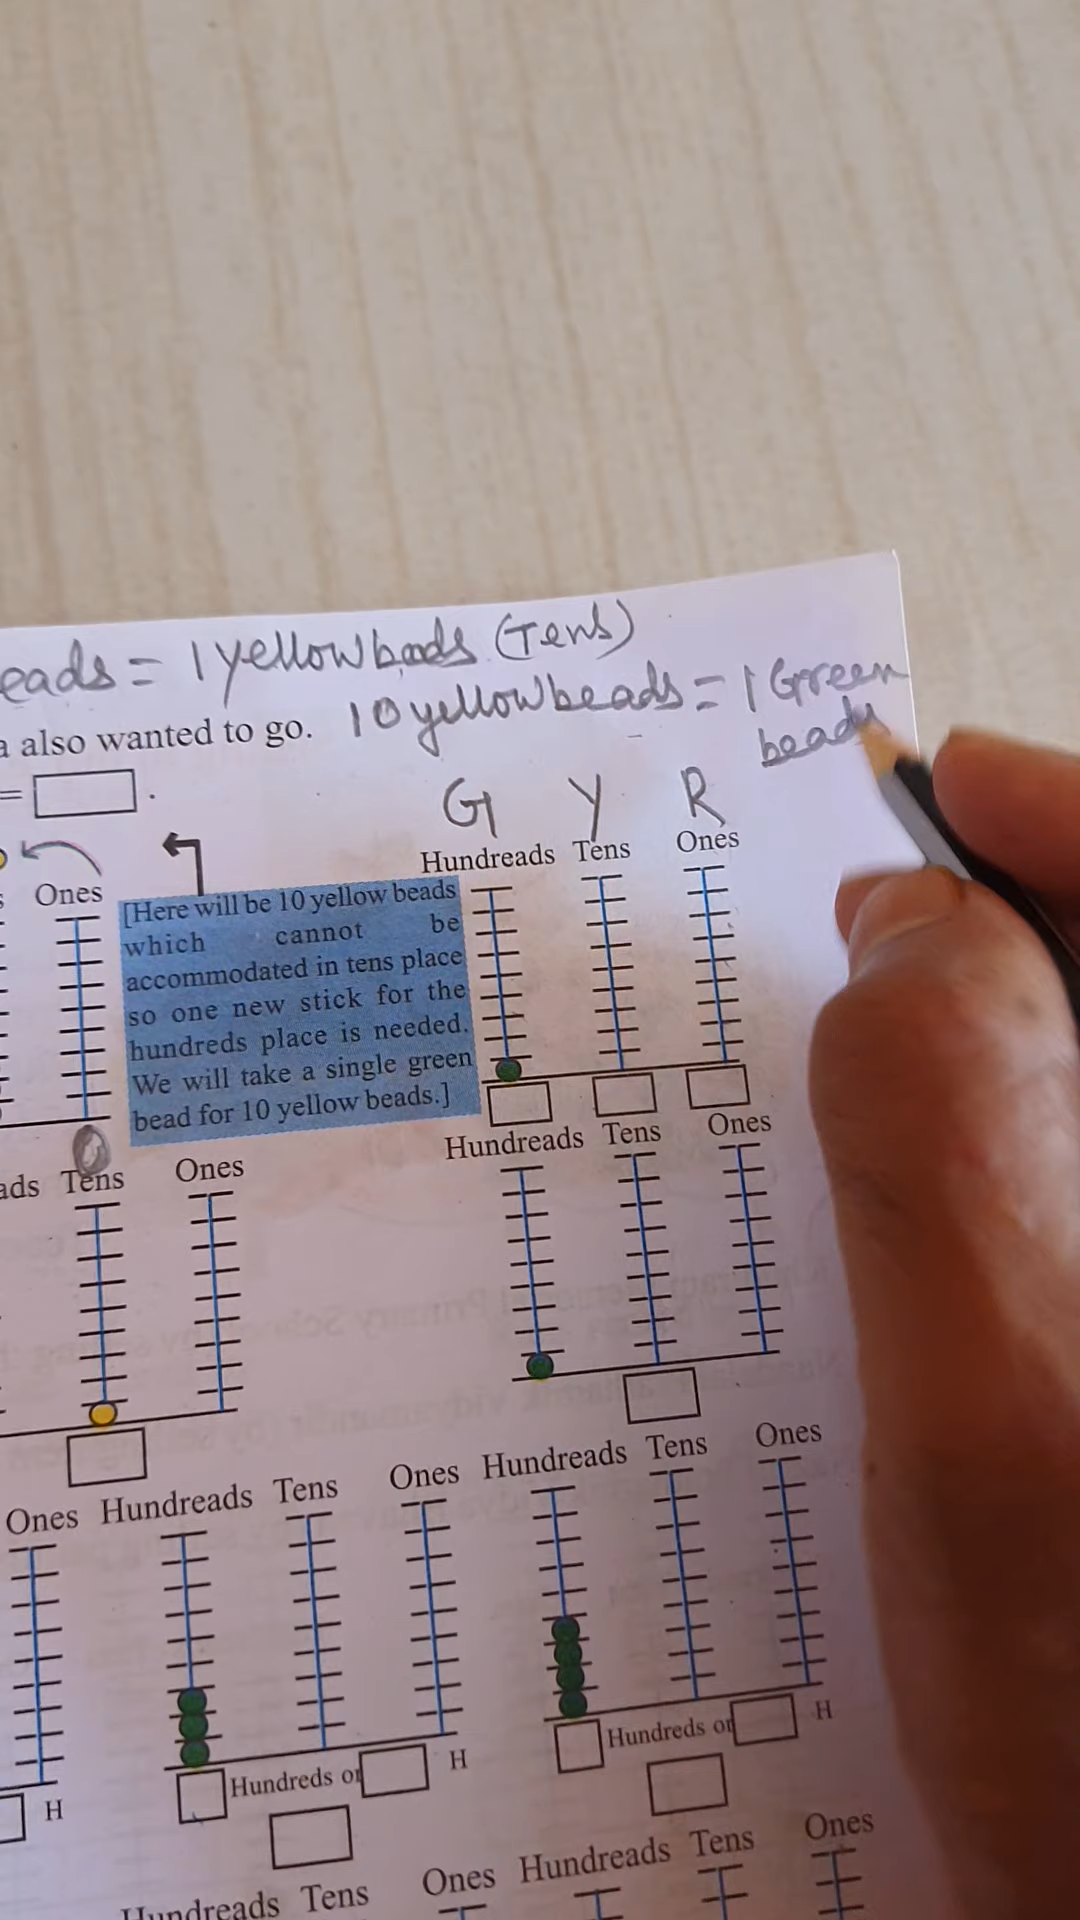 eads = 1 yellow beads (Tens)
a also wanted to go. 10 yellow beads = 1 Green
beads
= .
G Y R
Hundreads Tens Ones
s Ones
[Here will be 10 yellow beads
which cannot be
accommodated in tens place
so one new stick for the
hundreds place is needed.
We will take a single green
bead for 10 yellow beads.]
Hundreads Tens Ones
ads Tens Ones
Ones Hundreads Tens Ones Hundreads Tens Ones
H Hundreds or H Hundreds or H
Hundreads Tens Ones Hundreads Tens Ones